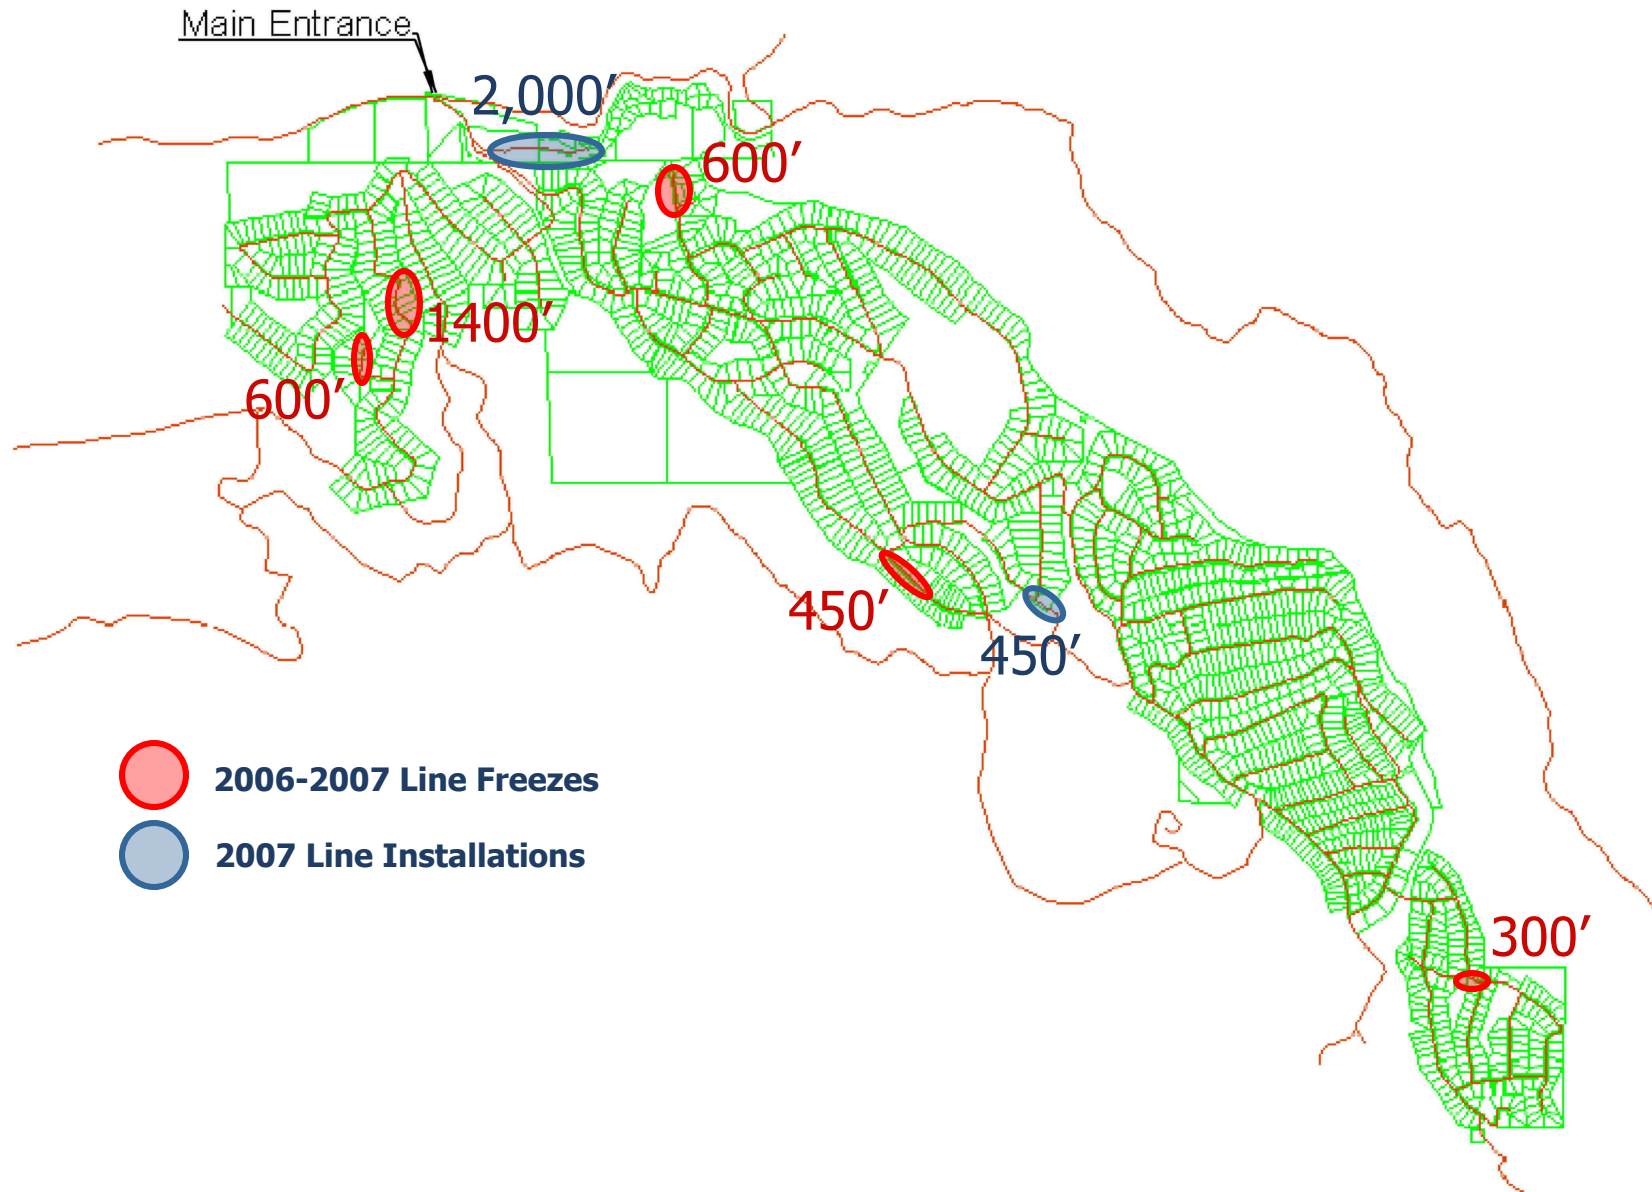 Main Entrance
2,000’
600’
1400’
600’
450’
450’
2006-2007 Line Freezes
2007 Line Installations
300’